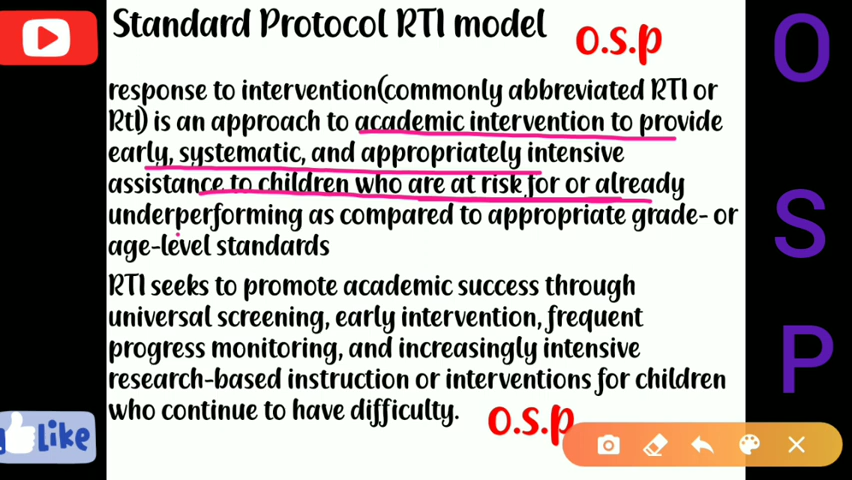 Standard Protocol RTI model
O.S.P
response to intervention(commonly abbreviated RTI or
RtI) is an approach to academic intervention to provide
early, systematic, and appropriately intensive
assistance to children who are at risk for or already
underperforming as compared to appropriate grade- or
age-level standards
RTI seeks to promote academic success through
universal screening, early intervention, frequent
progress monitoring, and increasingly intensive
research-based instruction or interventions for children
who continue to have difficulty.
O.S.P
Like
O
S
P